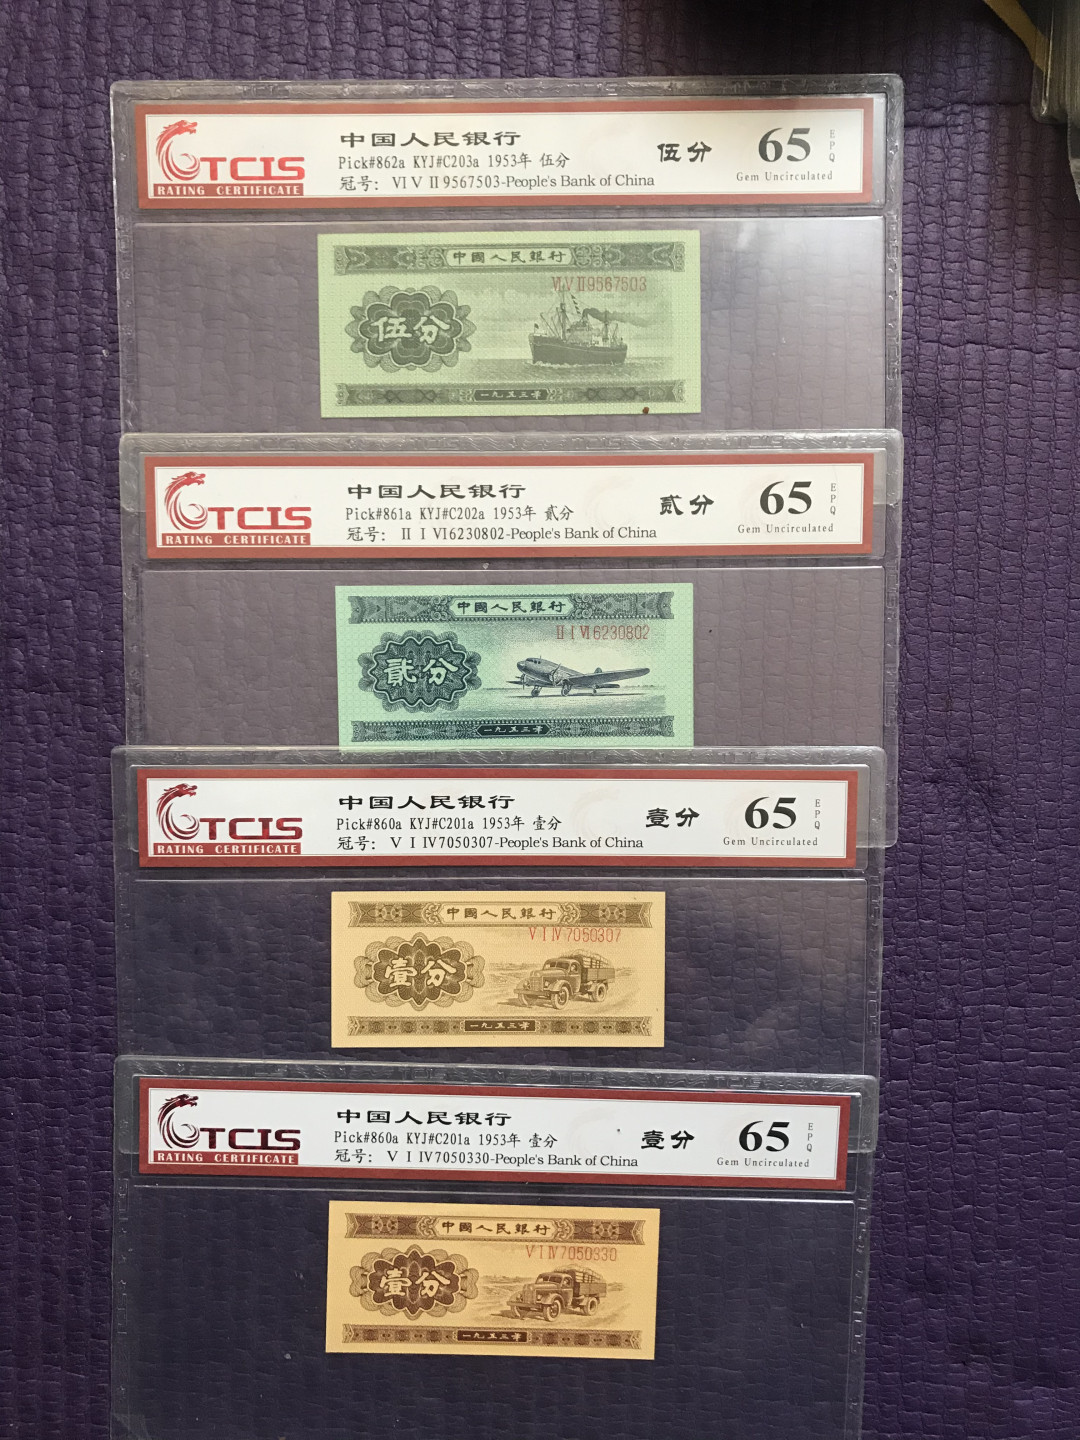 TCIS
RATING CERTIFICATE
中国人民银行
Pick#862a KYJ#C203a 1953年 伍分
冠号: VI V II 9567503-People's Bank of China
伍分
65
EPQ
Gem Uncirculated
中國人民銀行
VI V II 9567503
伍分
一九五三年
TCIS
RATING CERTIFICATE
中国人民银行
Pick#861a KYJ#C202a 1953年 贰分
冠号: II I VI 6230802-People's Bank of China
贰分
65
EPQ
Gem Uncirculated
中國人民銀行
II I VI 6230802
貳分
一九五三年
TCIS
RATING CERTIFICATE
中国人民银行
Pick#860a KYJ#C201a 1953年 壹分
冠号: V I IV 7050307-People's Bank of China
壹分
65
EPQ
Gem Uncirculated
中國人民銀行
V I IV 7050307
壹分
一九五三年
TCIS
RATING CERTIFICATE
中国人民银行
Pick#860a KYJ#C201a 1953年 壹分
冠号: V I IV 7050330-People's Bank of China
壹分
65
EPQ
Gem Uncirculated
中國人民銀行
V I IV 7050330
壹分
一九五三年